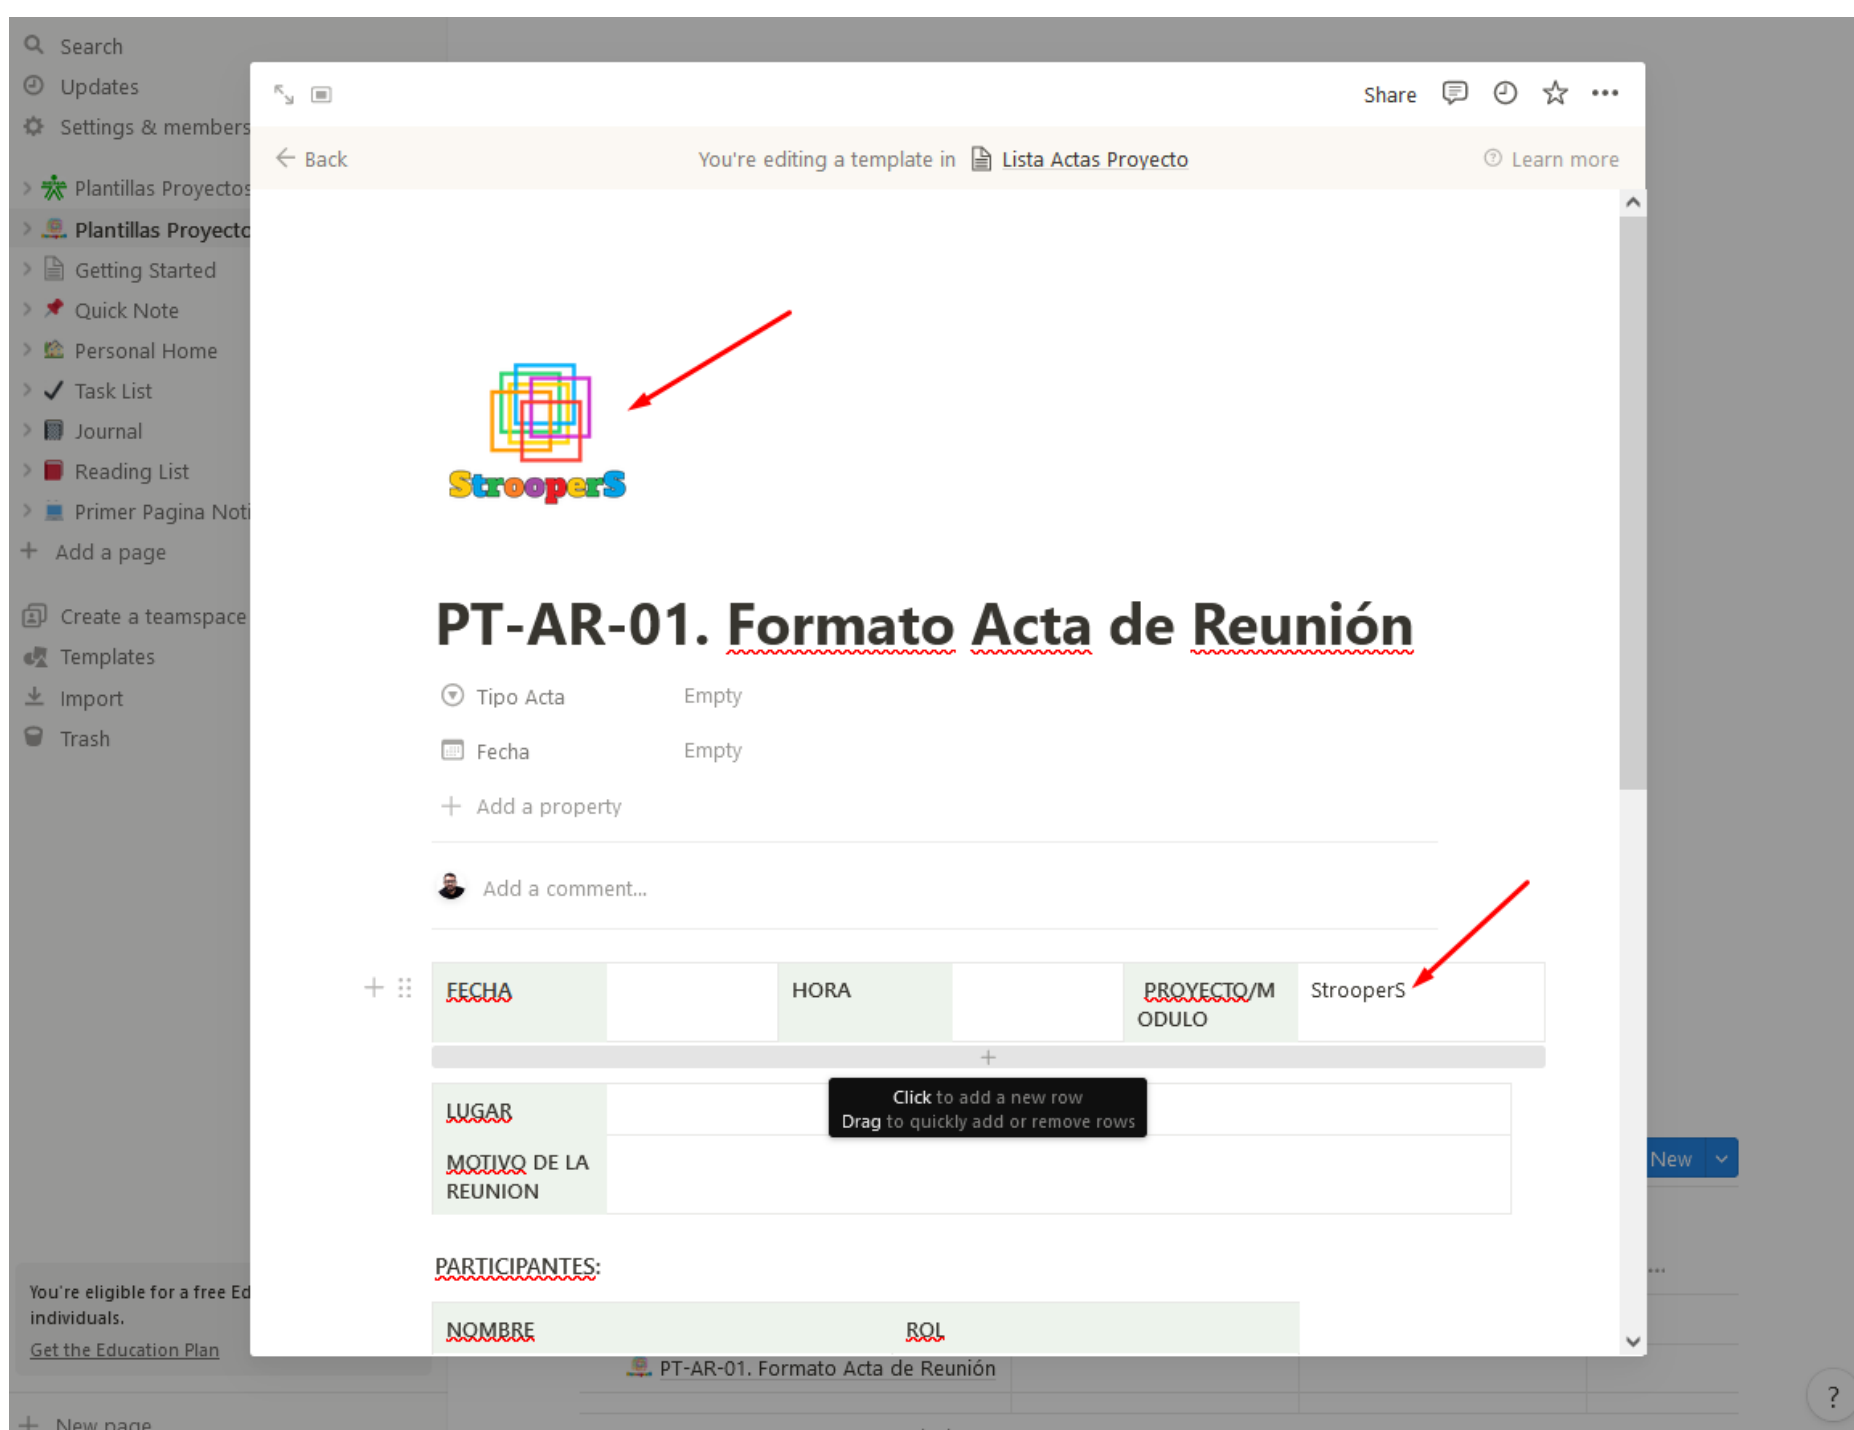 Search
Updates
Settings & members
Plantillas Proyectos
Plantillas Proyecto
Getting Started
Quick Note
Personal Home
Task List
Journal
Reading List
Primer Pagina Noti
Add a page
Create a teamspace
Templates
Import
Trash
You're eligible for a free Ed
individuals.
Get the Education Plan
New page
Share
Back
You're editing a template in Lista Actas Proyecto
Learn more
StrooperS
PT-AR-01. Formato Acta de Reunión
Tipo Acta Empty
Fecha Empty
Add a property
Add a comment...
FECHA HORA PROYECTO/M StrooperS
ODULO
Click to add a new row
Drag to quickly add or remove rows
LUGAR
MOTIVO DE LA
REUNION
PARTICIPANTES:
NOMBRE ROL
New
PT-AR-01. Formato Acta de Reunión
?